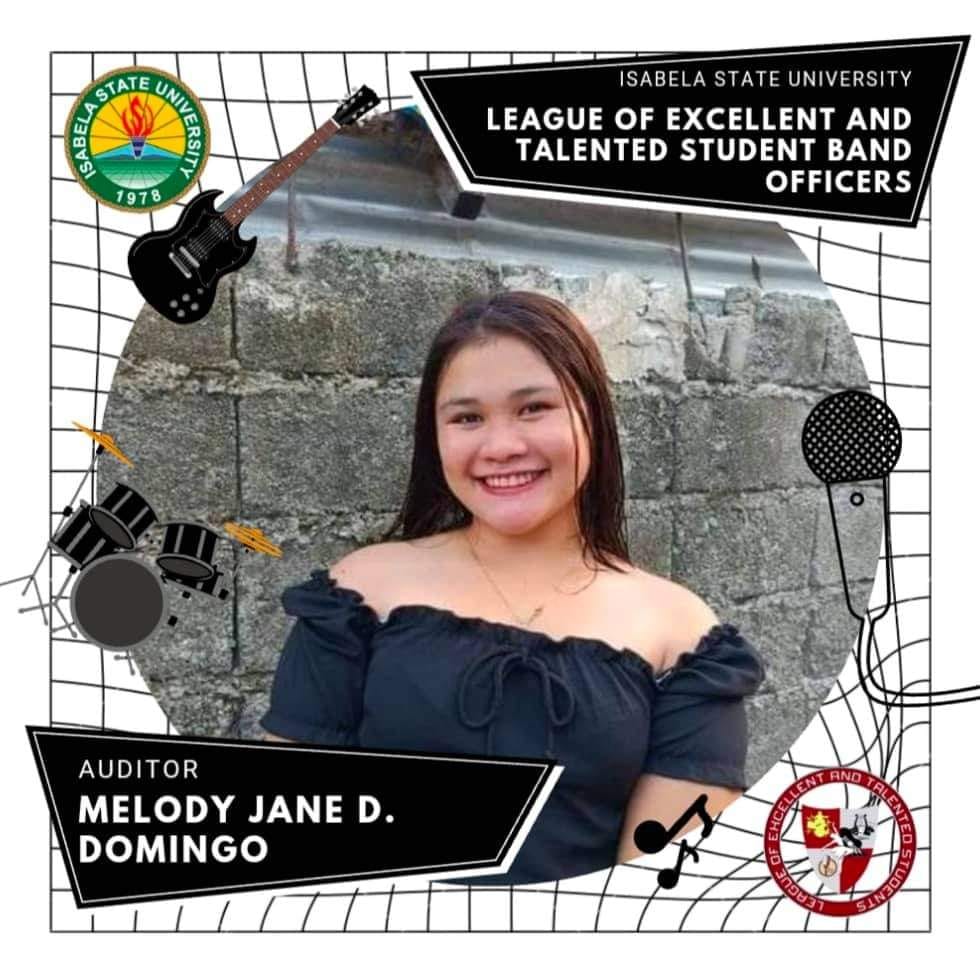 ISABELA STATE UNIVERSITY
1978
ISABELA STATE UNIVERSITY
LEAGUE OF EXCELLENT AND
TALENTED STUDENT BAND
OFFICERS
AUDITOR
MELODY JANE D.
DOMINGO
LEAGUE OF EXCELLENT AND TALENTED STUDENTS